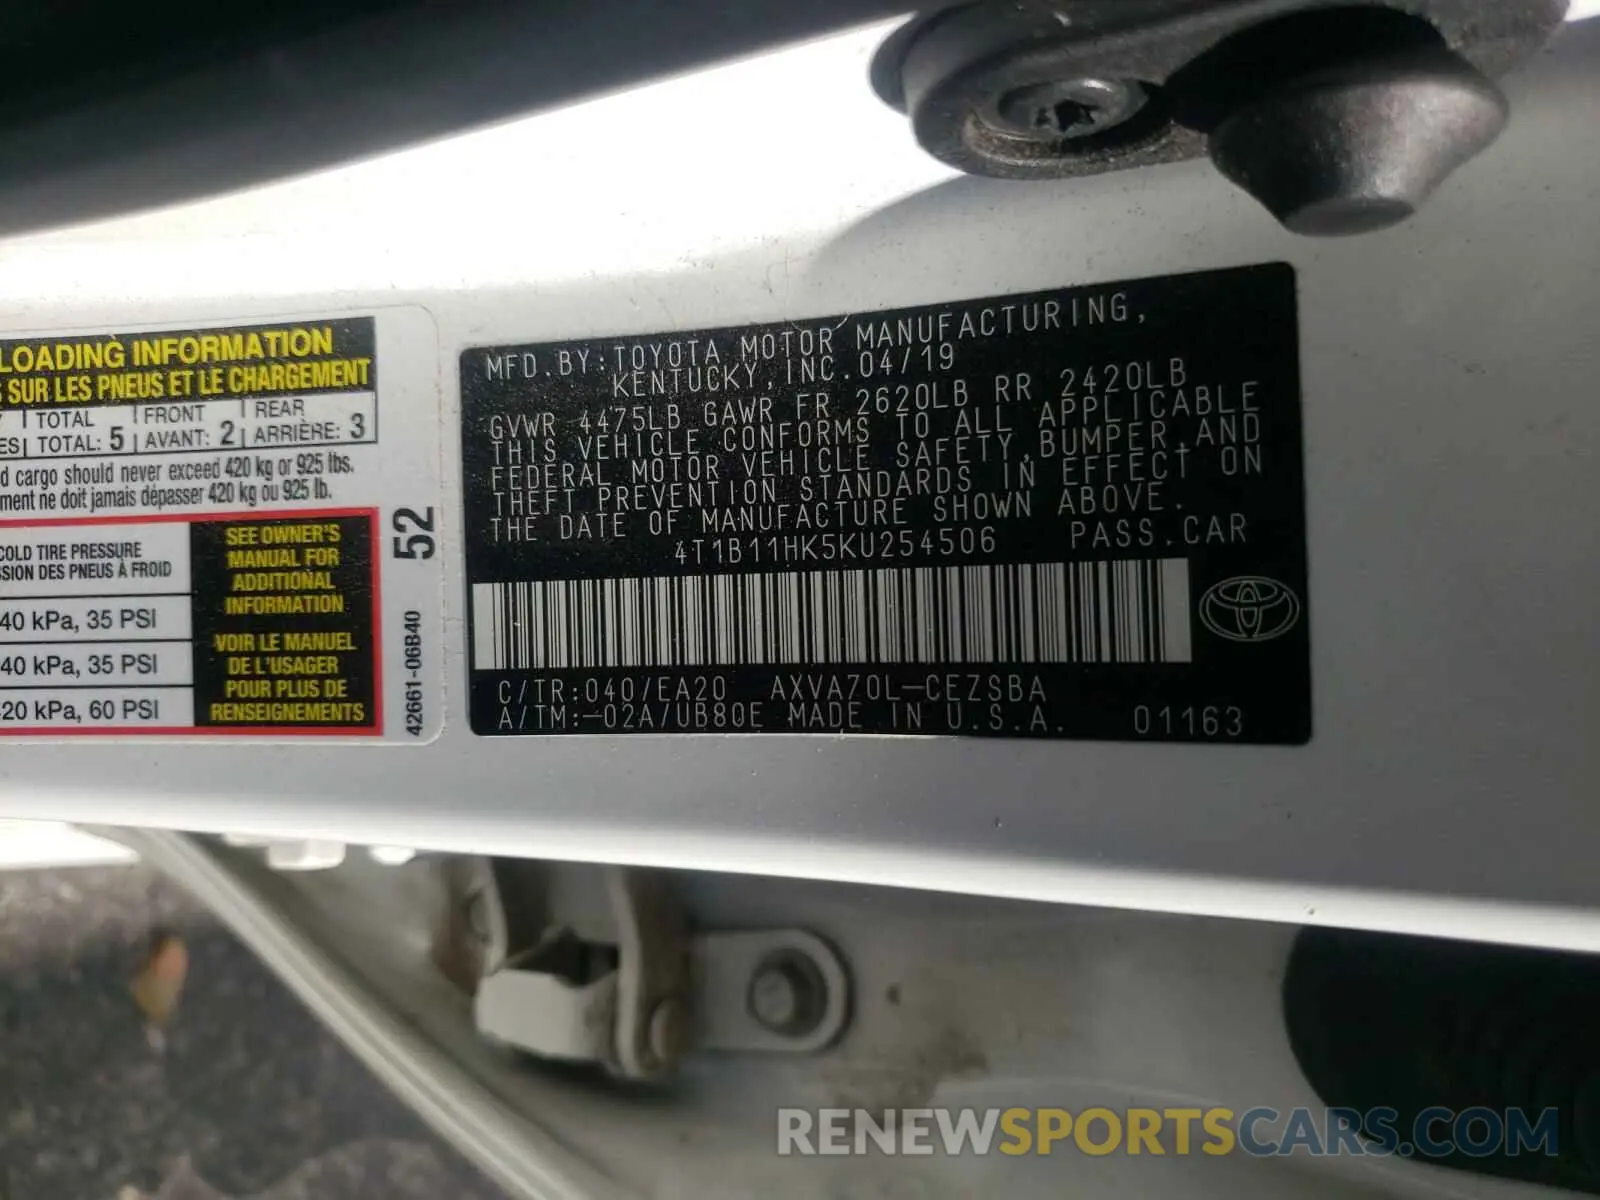 LOADING INFORMATION
SUR LES PNEUS ET LE CHARGEMENT
TOTAL FRONT REAR
TOTAL: 5 AVANT: 2 ARRIÈRE: 3
cargo should never exceed 420 kg or 925 lbs.
ne doit jamais dépasser 420 kg ou 925 lb.
COLD TIRE PRESSURE
DES PNEUS À FROID
40 kPa, 35 PSI
40 kPa, 35 PSI
20 kPa, 60 PSI
SEE OWNER'S
MANUAL FOR
ADDITIONAL
INFORMATION
VOIR LE MANUEL
DE L'USAGER
POUR PLUS DE
RENSEIGNEMENTS
52
42661-06B40
MFD.BY:TOYOTA MOTOR MANUFACTURING,
KENTUCKY,INC.04/19
GVWR 4475LB GAWR FR 2620LB RR 2420LB
THIS VEHICLE CONFORMS TO ALL APPLICABLE
FEDERAL MOTOR VEHICLE SAFETY,BUMPER,AND
THEFT PREVENTION STANDARDS IN EFFECT ON
THE DATE OF MANUFACTURE SHOWN ABOVE.
4T1B11HK5KU254506 PASS.CAR
C/TR:040/EA20 AXVA70L-CEZSBA
A/TM:-02A/UB80E MADE IN U.S.A. 01163
RENEWSPORTSCARS.COM